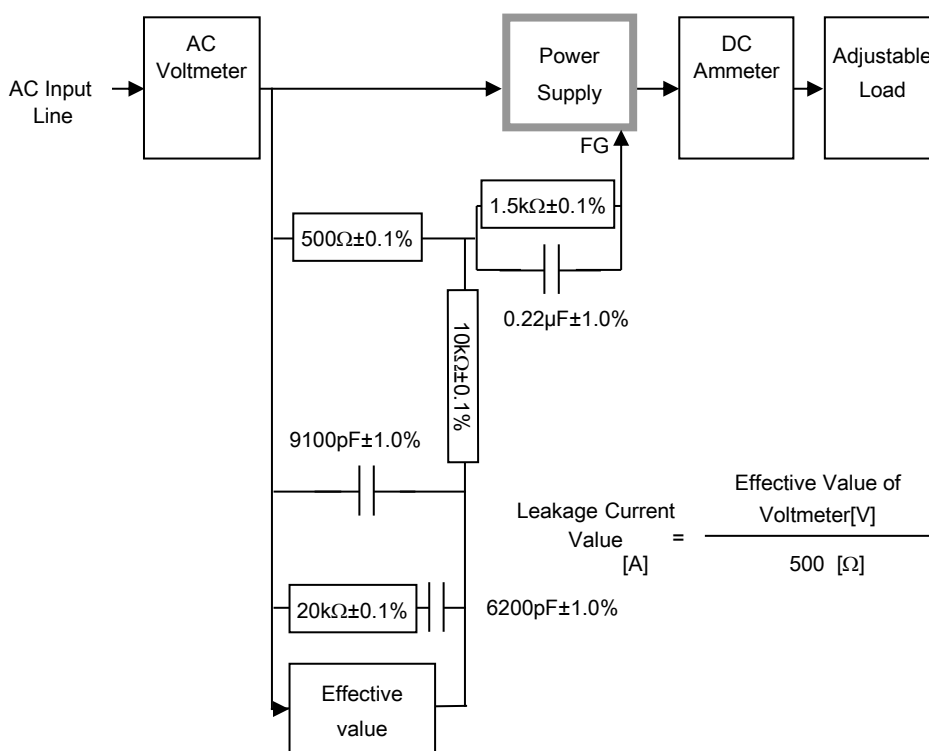 AC
Voltmeter
AC Input
Line
Power
Supply
DC
Ammeter
Adjustable
Load
FG
1.5kΩ±0.1%
500Ω±0.1%
0.22µF±1.0%
10kΩ±0.1%
9100pF±1.0%
Leakage Current
Value
[A]
=
Effective Value of
Voltmeter[V]
500 [Ω]
20kΩ±0.1%
6200pF±1.0%
Effective
value